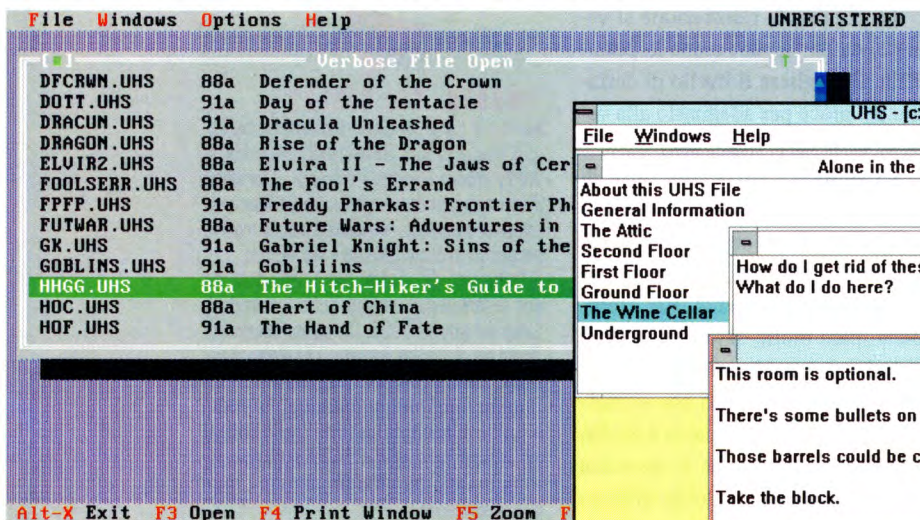 File Windows Options Help UNREGISTERED
Verbose File Open
DFCRWN.UHS 88a Defender of the Crown
DOTT.UHS 91a Day of the Tentacle
DRACUN.UHS 91a Dracula Unleashed
DRAGON.UHS 88a Rise of the Dragon
ELVIR2.UHS 88a Elvira II - The Jaws of Cer
FOOLSERR.UHS 88a The Fool's Errand
FPFP.UHS 91a Freddy Pharkas: Frontier Ph
FUTWAR.UHS 88a Future Wars: Adventures in
GK.UHS 91a Gabriel Knight: Sins of the
GOBLINS.UHS 91a Gobliiins
HHGG.UHS 88a The Hitch-Hiker's Guide to
HOC.UHS 88a Heart of China
HOF.UHS 91a The Hand of Fate
Alt-X Exit F3 Open F4 Print Window F5 Zoom F
UHS - [c:
File Windows Help
Alone in the
About this UHS File
General Information
The Attic
Second Floor
First Floor
Ground Floor
The Wine Cellar
Underground
How do I get rid of thes
What do I do here?
This room is optional.
There's some bullets on
Those barrels could be c
Take the block.